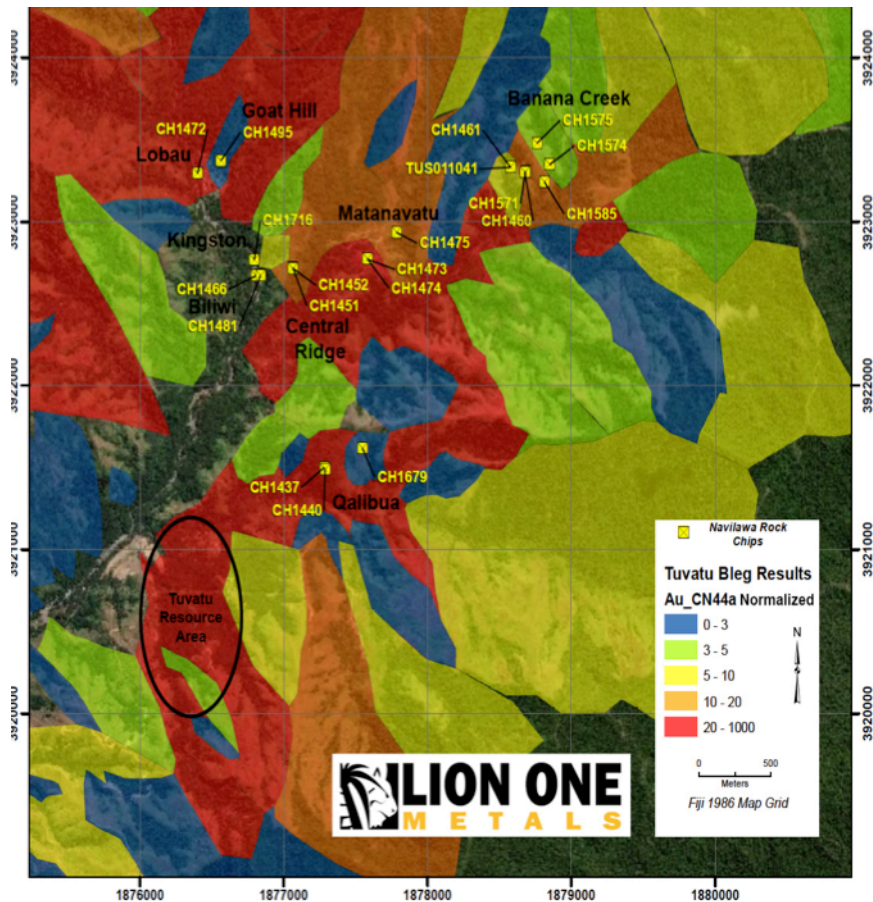 3924000
3924000
Banana Creek
CH1575
Goat Hill
CH1472
CH1495
CH1461
CH1574
Lobau
TUS011041
CH1571
CH1460
CH1585
3923000
3923000
CH1716
Matanavatu
Kingston
CH1475
CH1473
CH1466
CH1452
CH1474
Biliwi
CH1451
CH1481
Central
Ridge
3922000
3922000
CH1437
CH1679
CH1440
Qalibua
3921000
3921000
Tuvatu
Resource
Area
Navilawa Rock
Chips
Tuvatu Bleg Results
Au_CN44a Normalized
0 - 3
3 - 5
5 - 10
10 - 20
20 - 1000
N
0 500
Meters
Fiji 1986 Map Grid
3920000
3920000
LION ONE
METALS
1876000 1877000 1878000 1879000 1880000